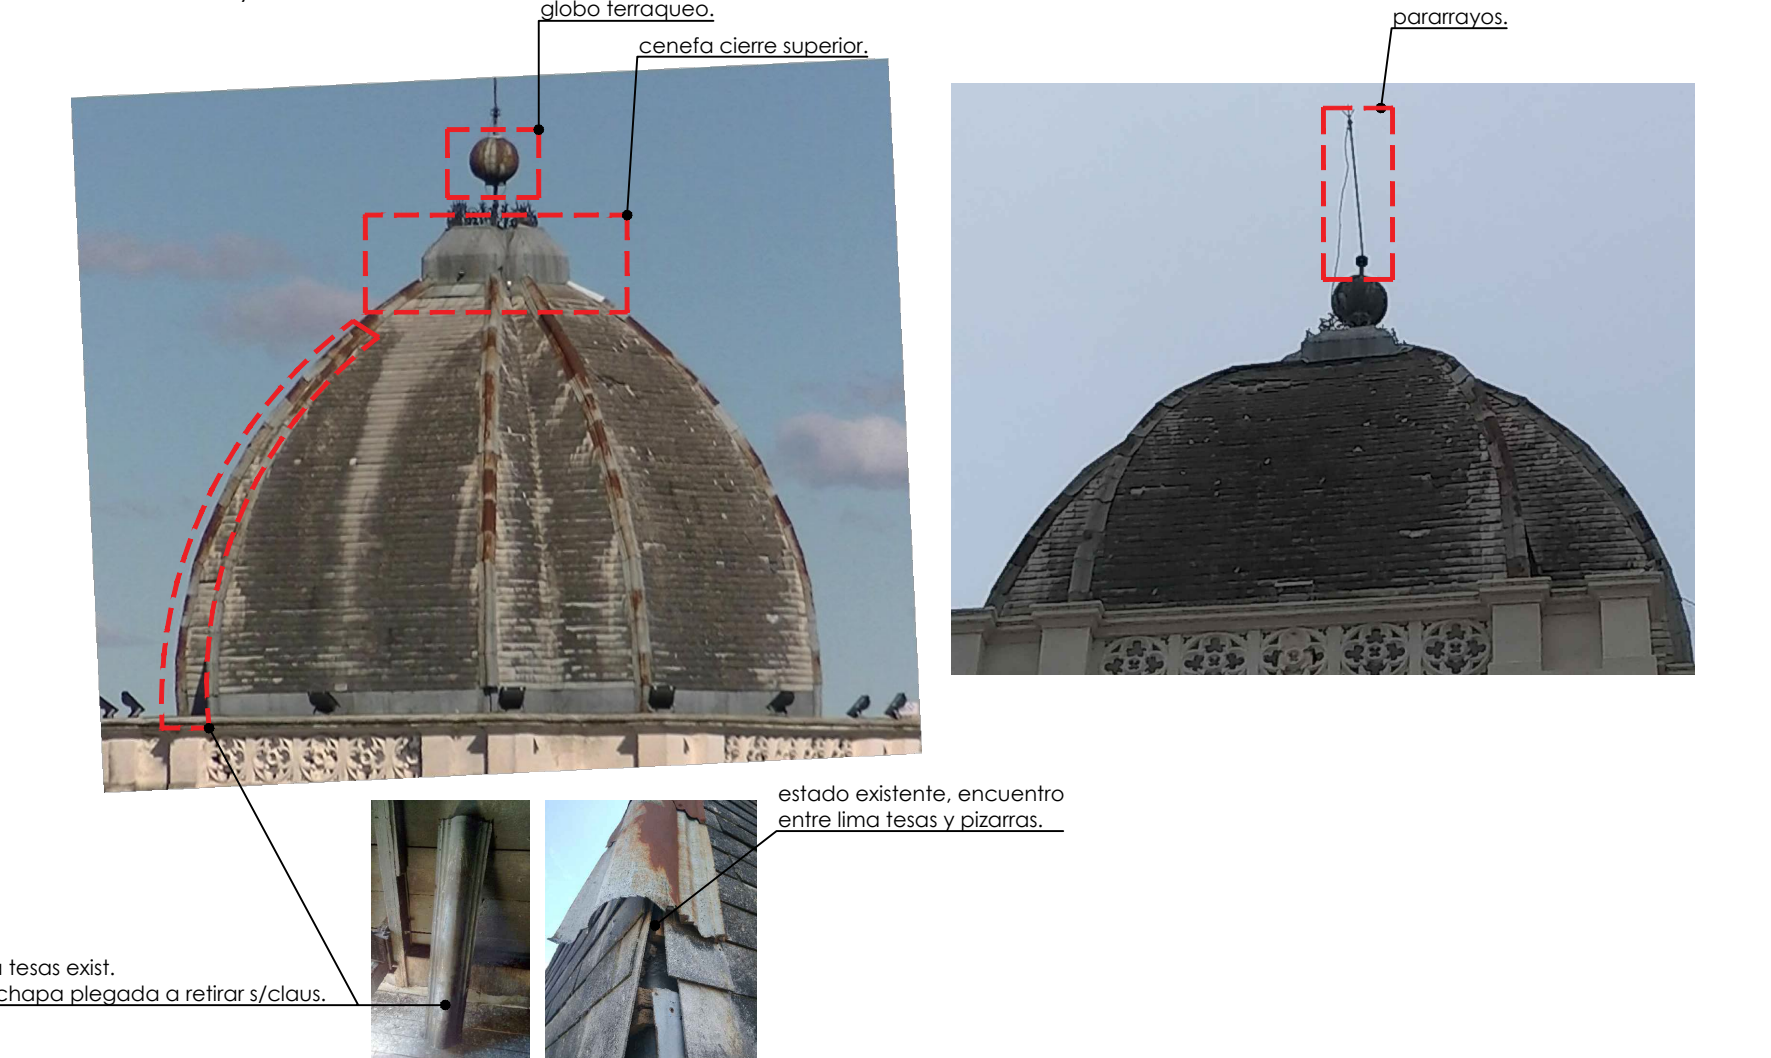 globo terraqueo.
cenefa cierre superior.
pararrayos.
estado existente, encuentro
entre lima tesas y pizarras.
tesas exist.
chapa plegada a retirar s/claus.